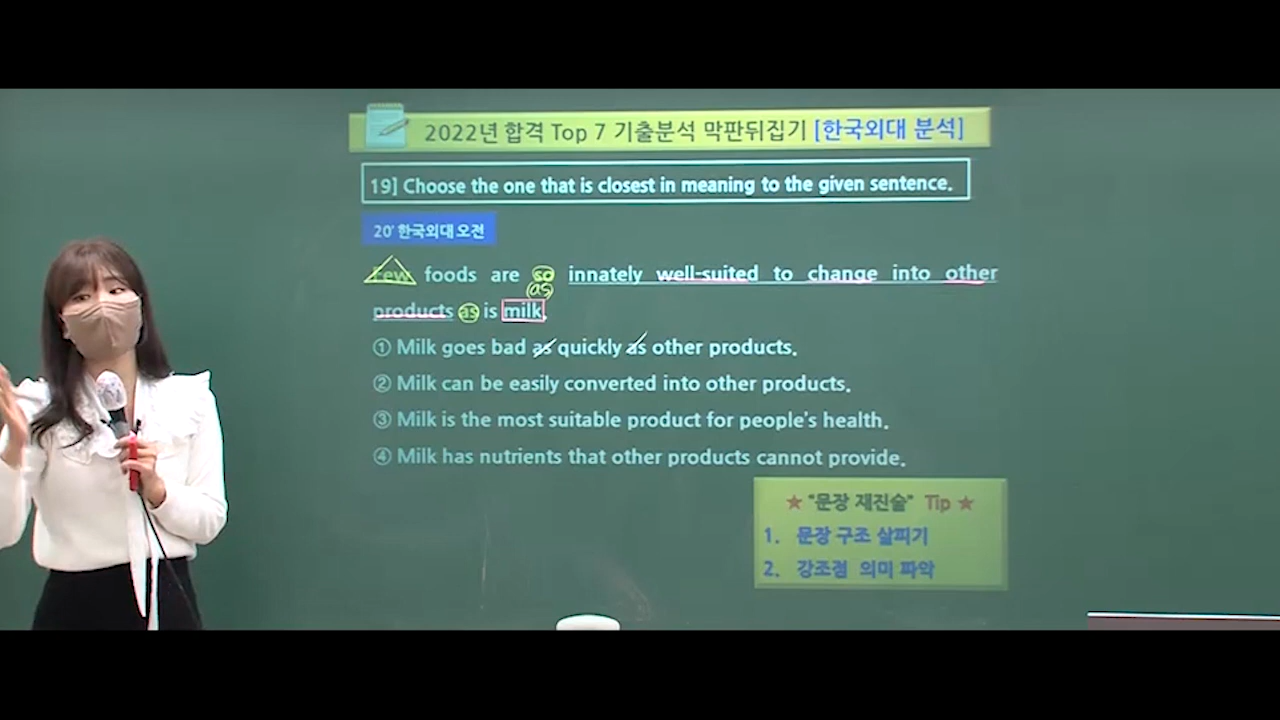 2022년 합격 Top 7 기출분석 막판뒤집기 [한국외대 분석]
19] Choose the one that is closest in meaning to the given sentence.
20' 한국외대 오전
Few foods are so innately well-suited to change into other
as
products as is milk.
① Milk goes bad as quickly as other products.
② Milk can be easily converted into other products.
③ Milk is the most suitable product for people's health.
④ Milk has nutrients that other products cannot provide.
★ "문장 재진술" Tip ★
1. 문장 구조 살피기
2. 강조점 의미 파악